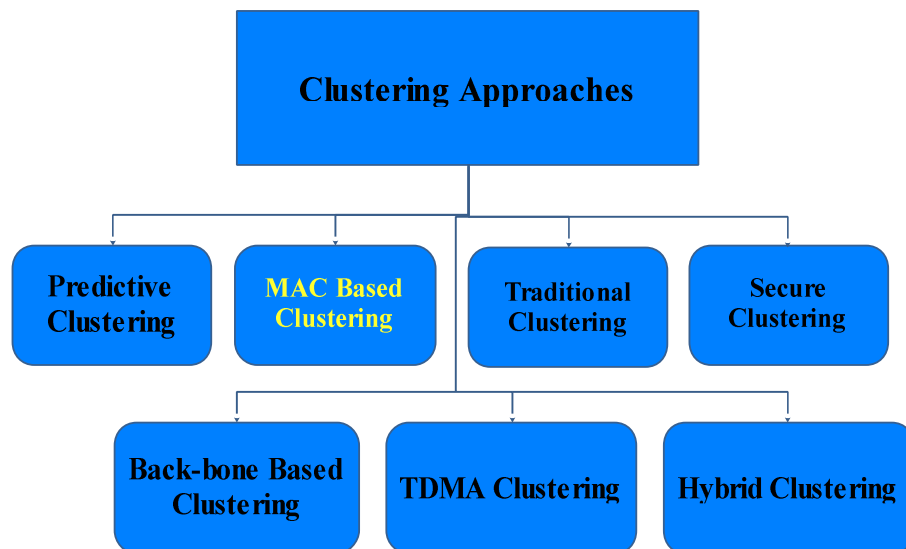 Clustering Approaches
Predictive
Clustering
MAC Based
Clustering
Traditional
Clustering
Secure
Clustering
Back-bone Based
Clustering
TDMA Clustering
Hybrid Clustering